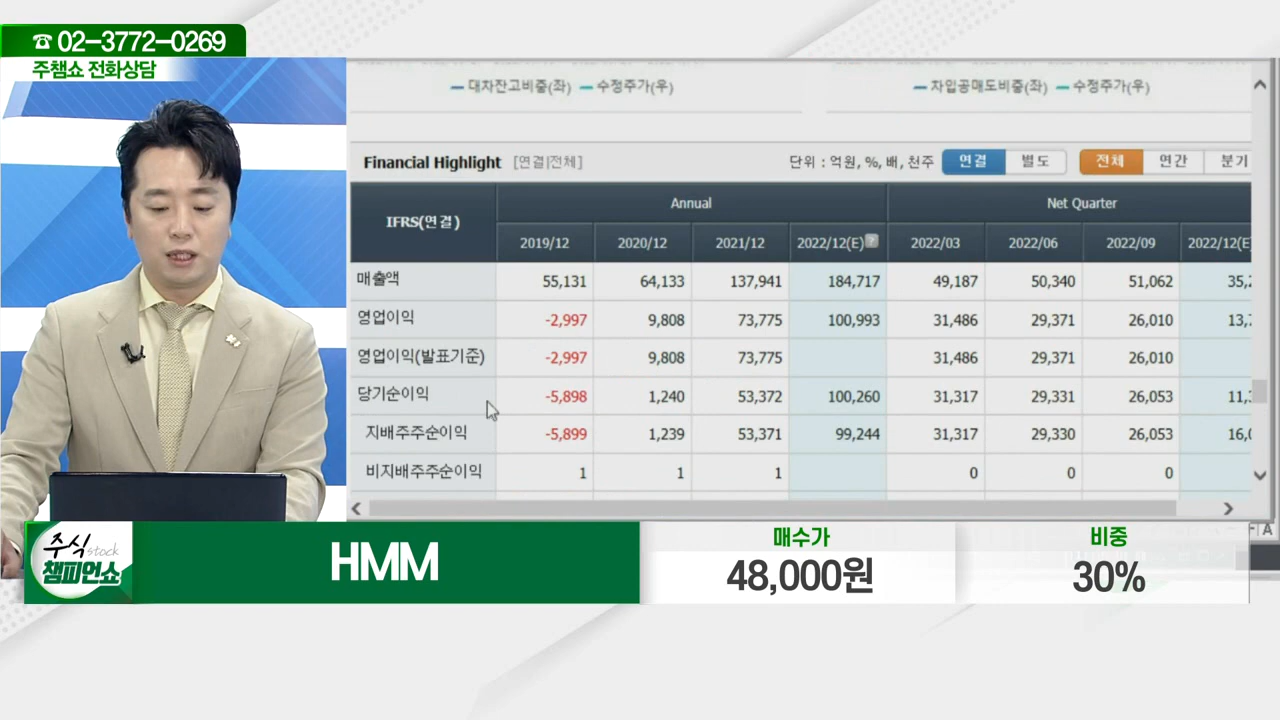 ☎ 02-3772-0269
주챔쇼 전화상담
대차잔고비중(좌) 수정주가(우) 차입공매도비중(좌) 수정주가(우)
Financial Highlight [연결|전체] 단위 : 억원, %, 배, 천주 연결 별도 전체 연간 분기
IFRS(연결) Annual Net Quarter
2019/12 2020/12 2021/12 2022/12(E) 2022/03 2022/06 2022/09 2022/12(E)
매출액 55,131 64,133 137,941 184,717 49,187 50,340 51,062 35,2
영업이익 -2,997 9,808 73,775 100,993 31,486 29,371 26,010 13,7
영업이익(발표기준) -2,997 9,808 73,775 31,486 29,371 26,010
당기순이익 -5,898 1,240 53,372 100,260 31,317 29,331 26,053 11,3
지배주주순이익 -5,899 1,239 53,371 99,244 31,317 29,330 26,053 16,0
비지배주주순이익 1 1 1 0 0 0
주식 stock
챔피언쇼
HMM
매수가
48,000원
비중
30%